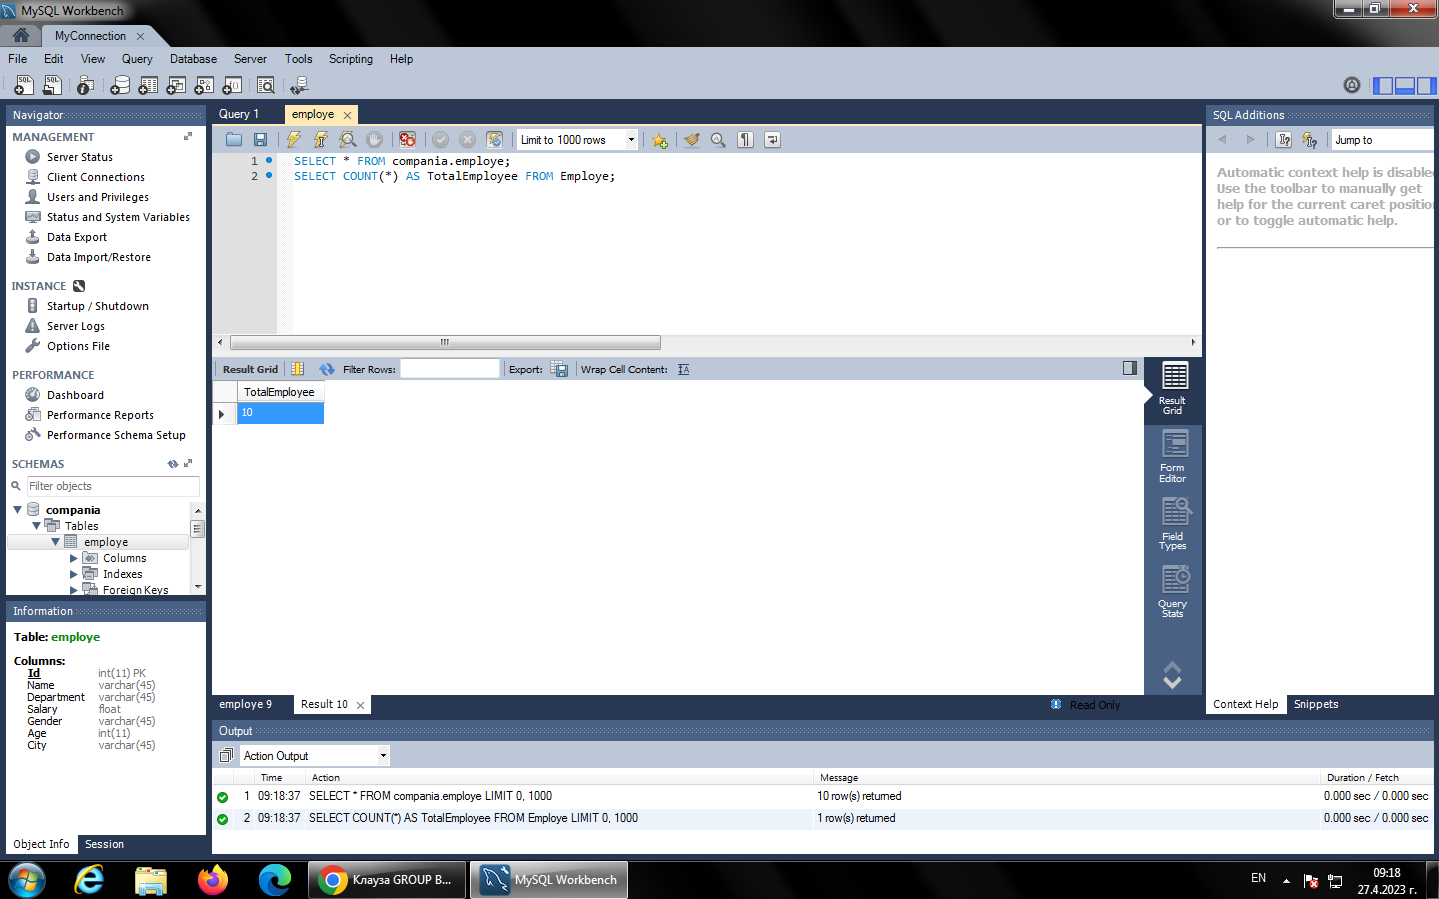 MySQL Workbench
MyConnection
File Edit View Query Database Server Tools Scripting Help
Navigator
MANAGEMENT
Server Status
Client Connections
Users and Privileges
Status and System Variables
Data Export
Data Import/Restore
INSTANCE
Startup / Shutdown
Server Logs
Options File
PERFORMANCE
Dashboard
Performance Reports
Performance Schema Setup
SCHEMAS
Filter objects
compania
Tables
employe
Columns
Indexes
Foreign Keys
Information
Table: employe
Columns:
Id int(11) PK
Name varchar(45)
Department varchar(45)
Salary float
Gender varchar(45)
Age int(11)
City varchar(45)
Object Info Session
Query 1 employe
Limit to 1000 rows
1 SELECT * FROM compania.employe;
2 SELECT COUNT(*) AS TotalEmployee FROM Employe;
Result Grid Filter Rows: Export: Wrap Cell Content:
TotalEmployee
10
Result
Grid
Form
Editor
Field
Types
Query
Stats
employe 9 Result 10 Read Only
SQL Additions
Jump to
Automatic context help is disabled
Use the toolbar to manually get
help for the current caret position
or to toggle automatic help.
Context Help Snippets
Output
Action Output
Time Action Message Duration / Fetch
1 09:18:37 SELECT * FROM compania.employe LIMIT 0, 1000 10 row(s) returned 0.000 sec / 0.000 sec
2 09:18:37 SELECT COUNT(*) AS TotalEmployee FROM Employe LIMIT 0, 1000 1 row(s) returned 0.000 sec / 0.000 sec
Клауза GROUP B... MySQL Workbench
EN
09:18
27.4.2023 г.